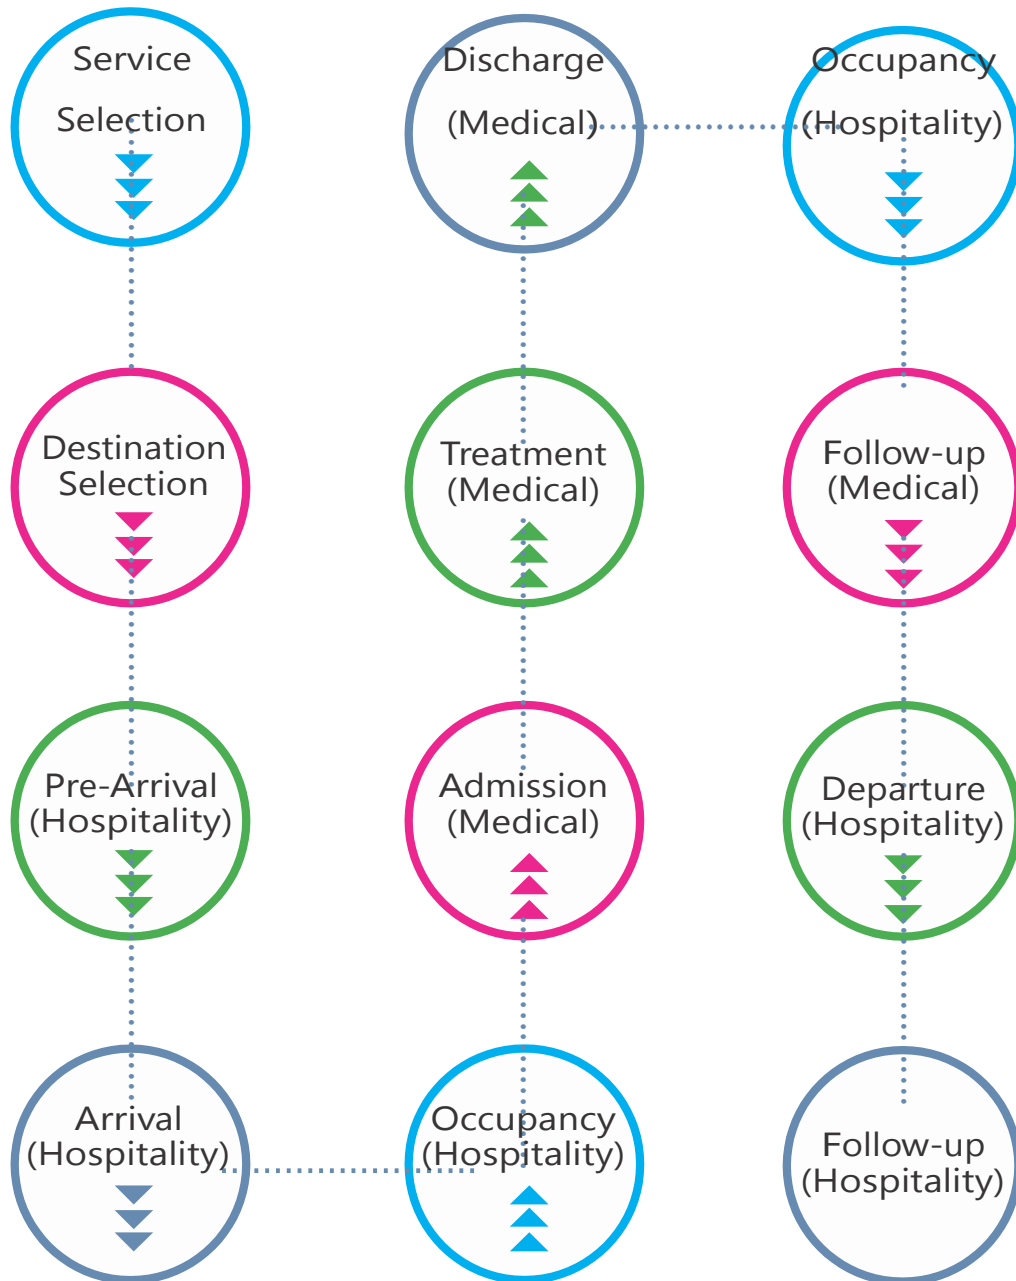 Service
Selection
Destination
Selection
Pre-Arrival
(Hospitality)
Arrival
(Hospitality)
Occupancy
(Hospitality)
Admission
(Medical)
Treatment
(Medical)
Discharge
(Medical)
Occupancy
(Hospitality)
Follow-up
(Medical)
Departure
(Hospitality)
Follow-up
(Hospitality)